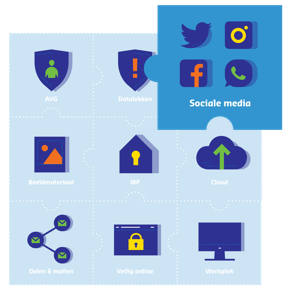 Sociale media
AVG
Datalekken
Beeldmateriaal
IBP
Cloud
Delen & mailen
Veilig online
Werkplek